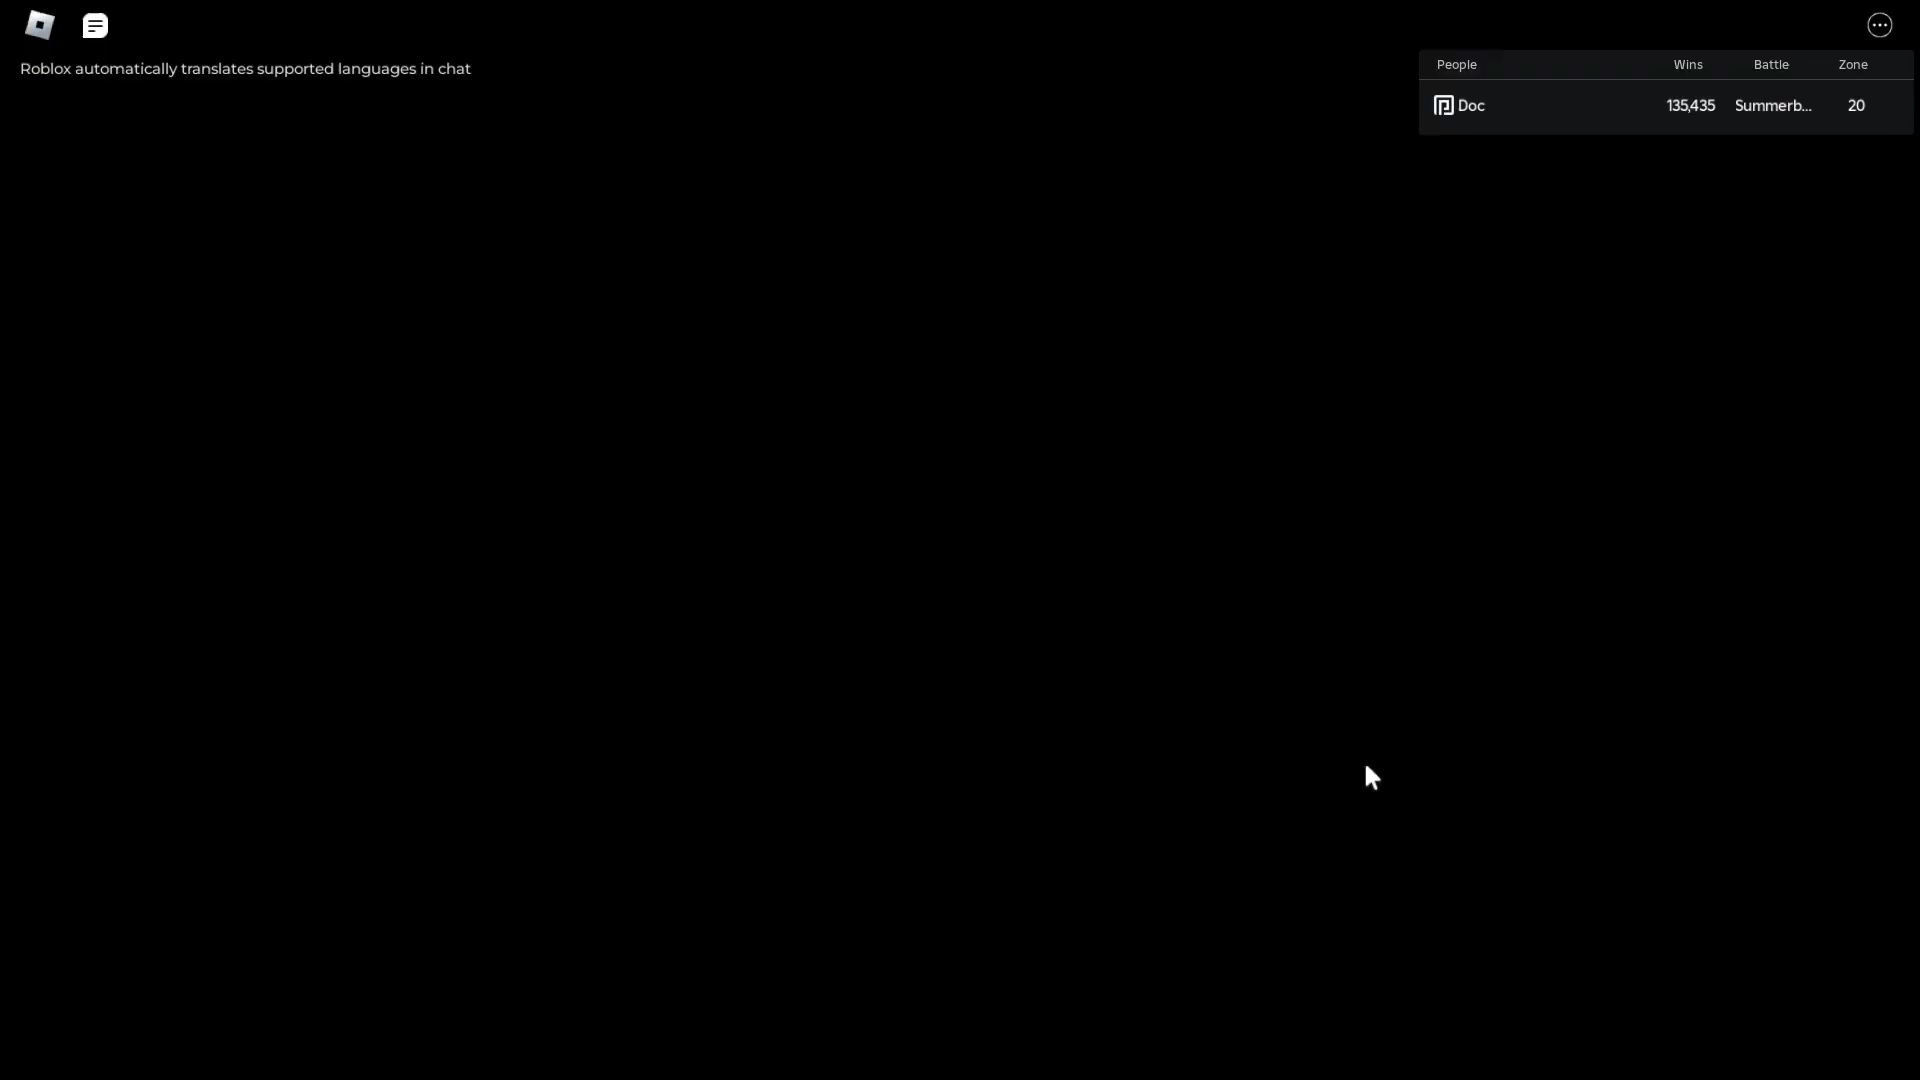 Roblox automatically translates supported languages in chat
People Wins Battle Zone
Doc 135,435 Summerb... 20